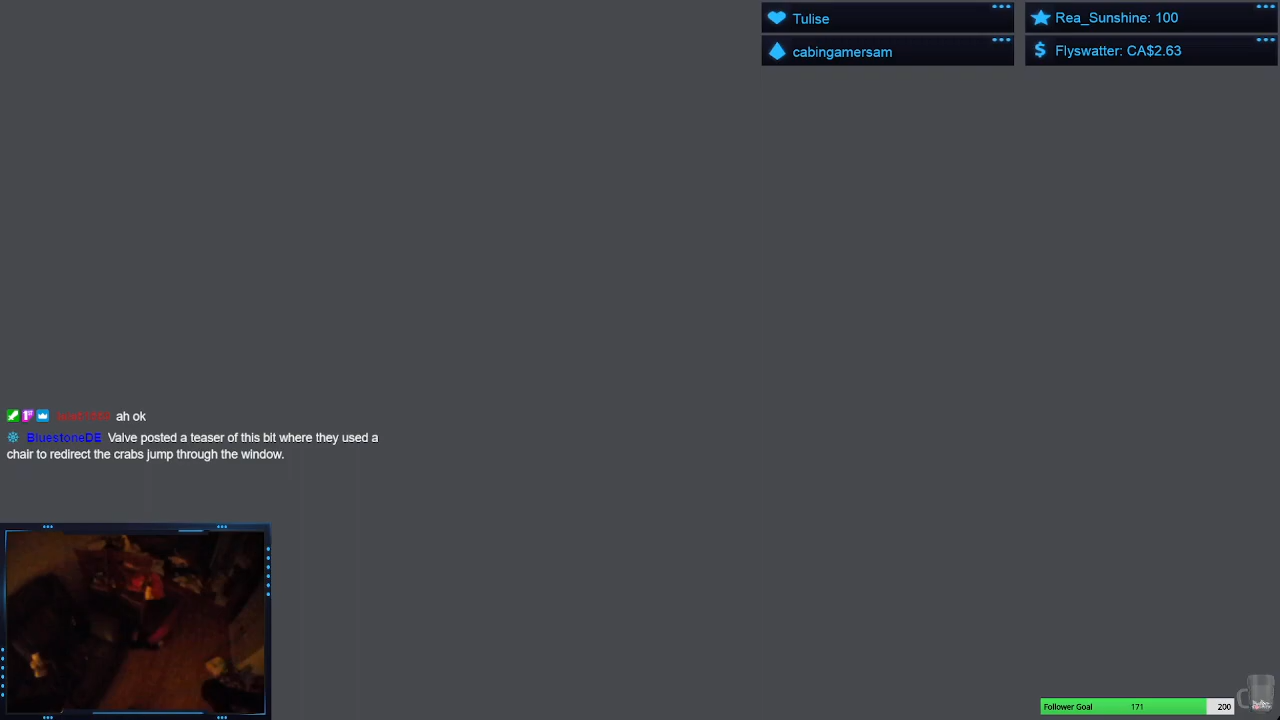 Tulise
Rea_Sunshine: 100
cabingamersam
Flyswatter: CA$2.63
ah ok
BluestoneDE Valve posted a teaser of this bit where they used a
chair to redirect the crabs jump through the window.
Follower Goal 171 200